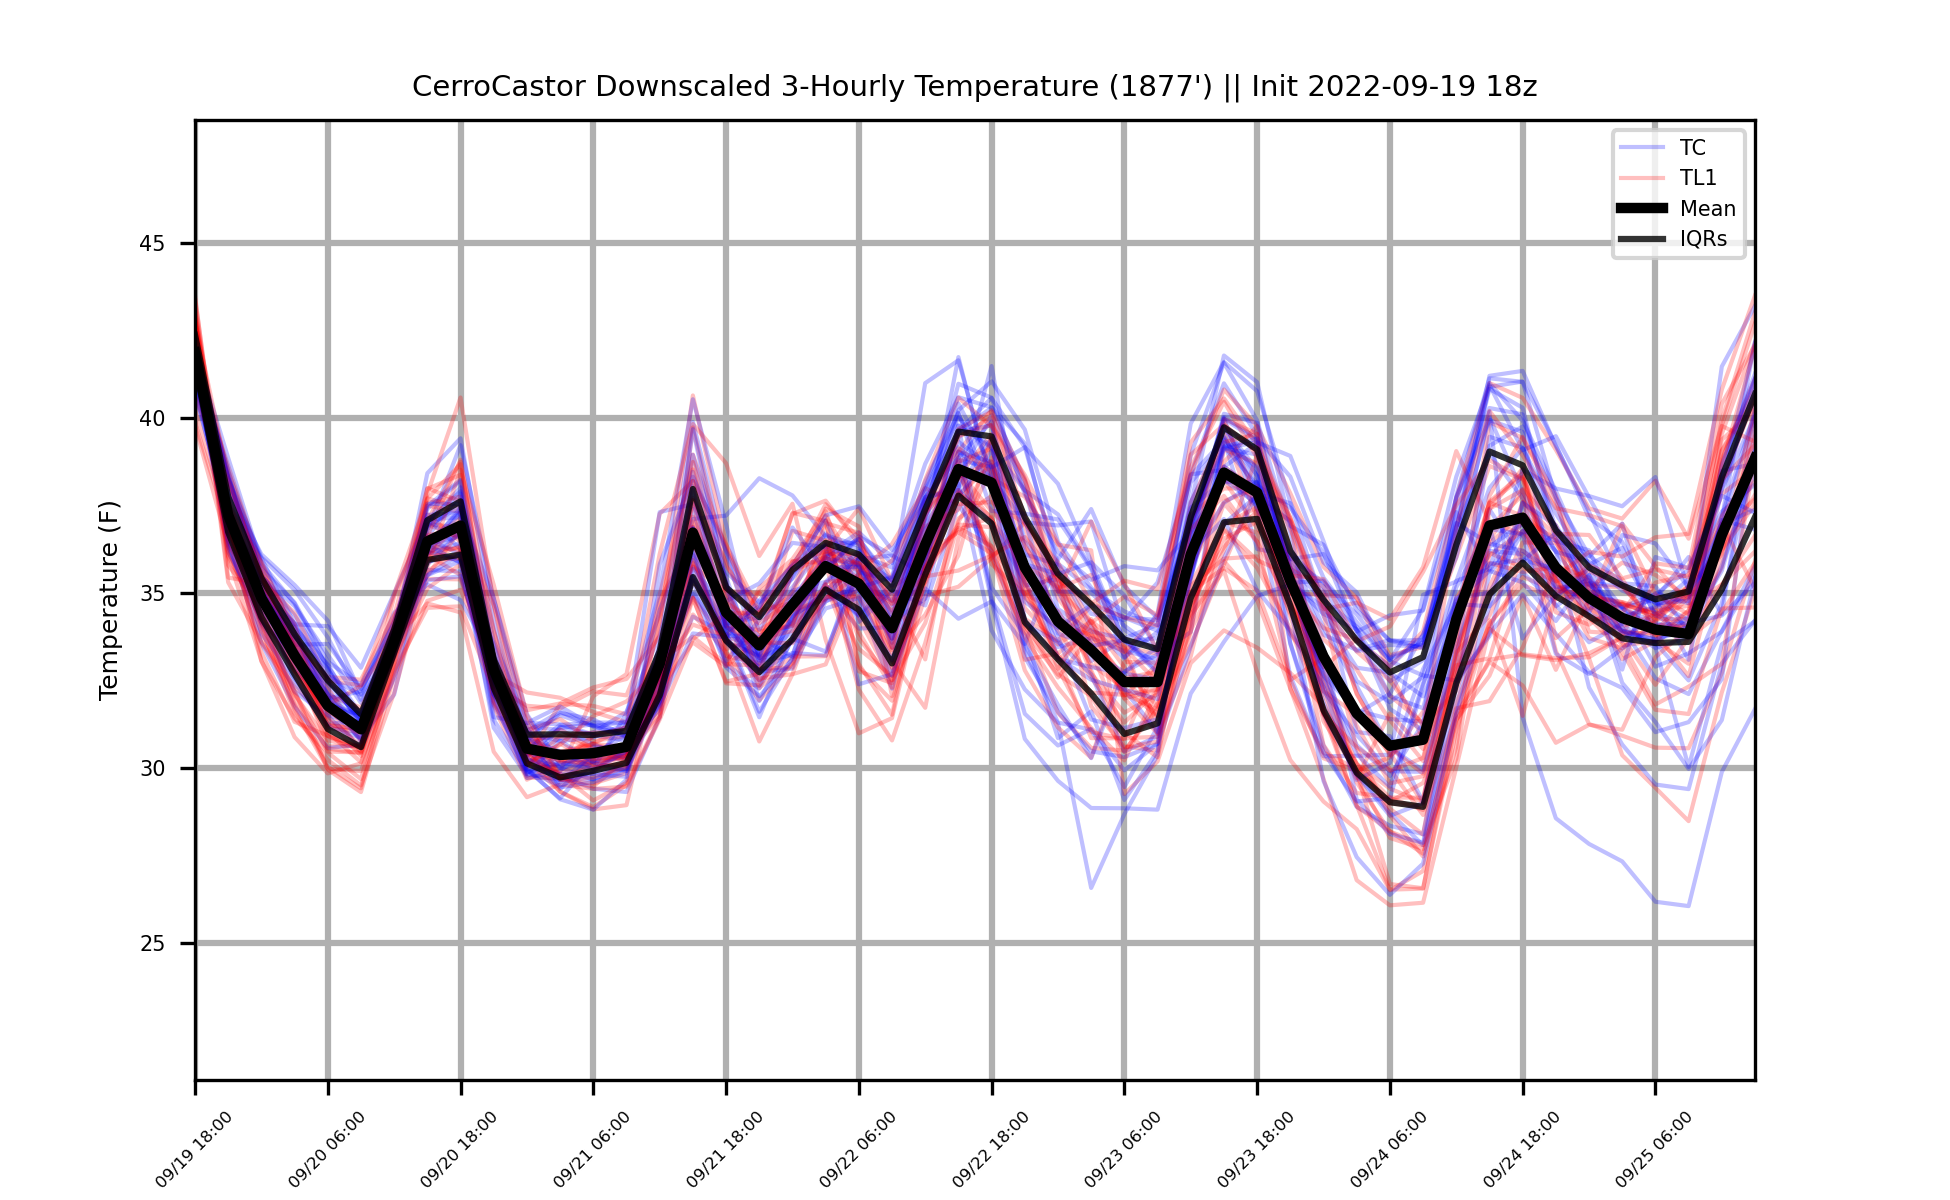 CerroCastor Downscaled 3-Hourly Temperature (1877') || Init 2022-09-19 18z
TC
TL1
Mean
IQRs
Temperature (F)
45
40
35
30
25
09/19 18:00
09/20 06:00
09/20 18:00
09/21 06:00
09/21 18:00
09/22 06:00
09/22 18:00
09/23 06:00
09/23 18:00
09/24 06:00
09/24 18:00
09/25 06:00